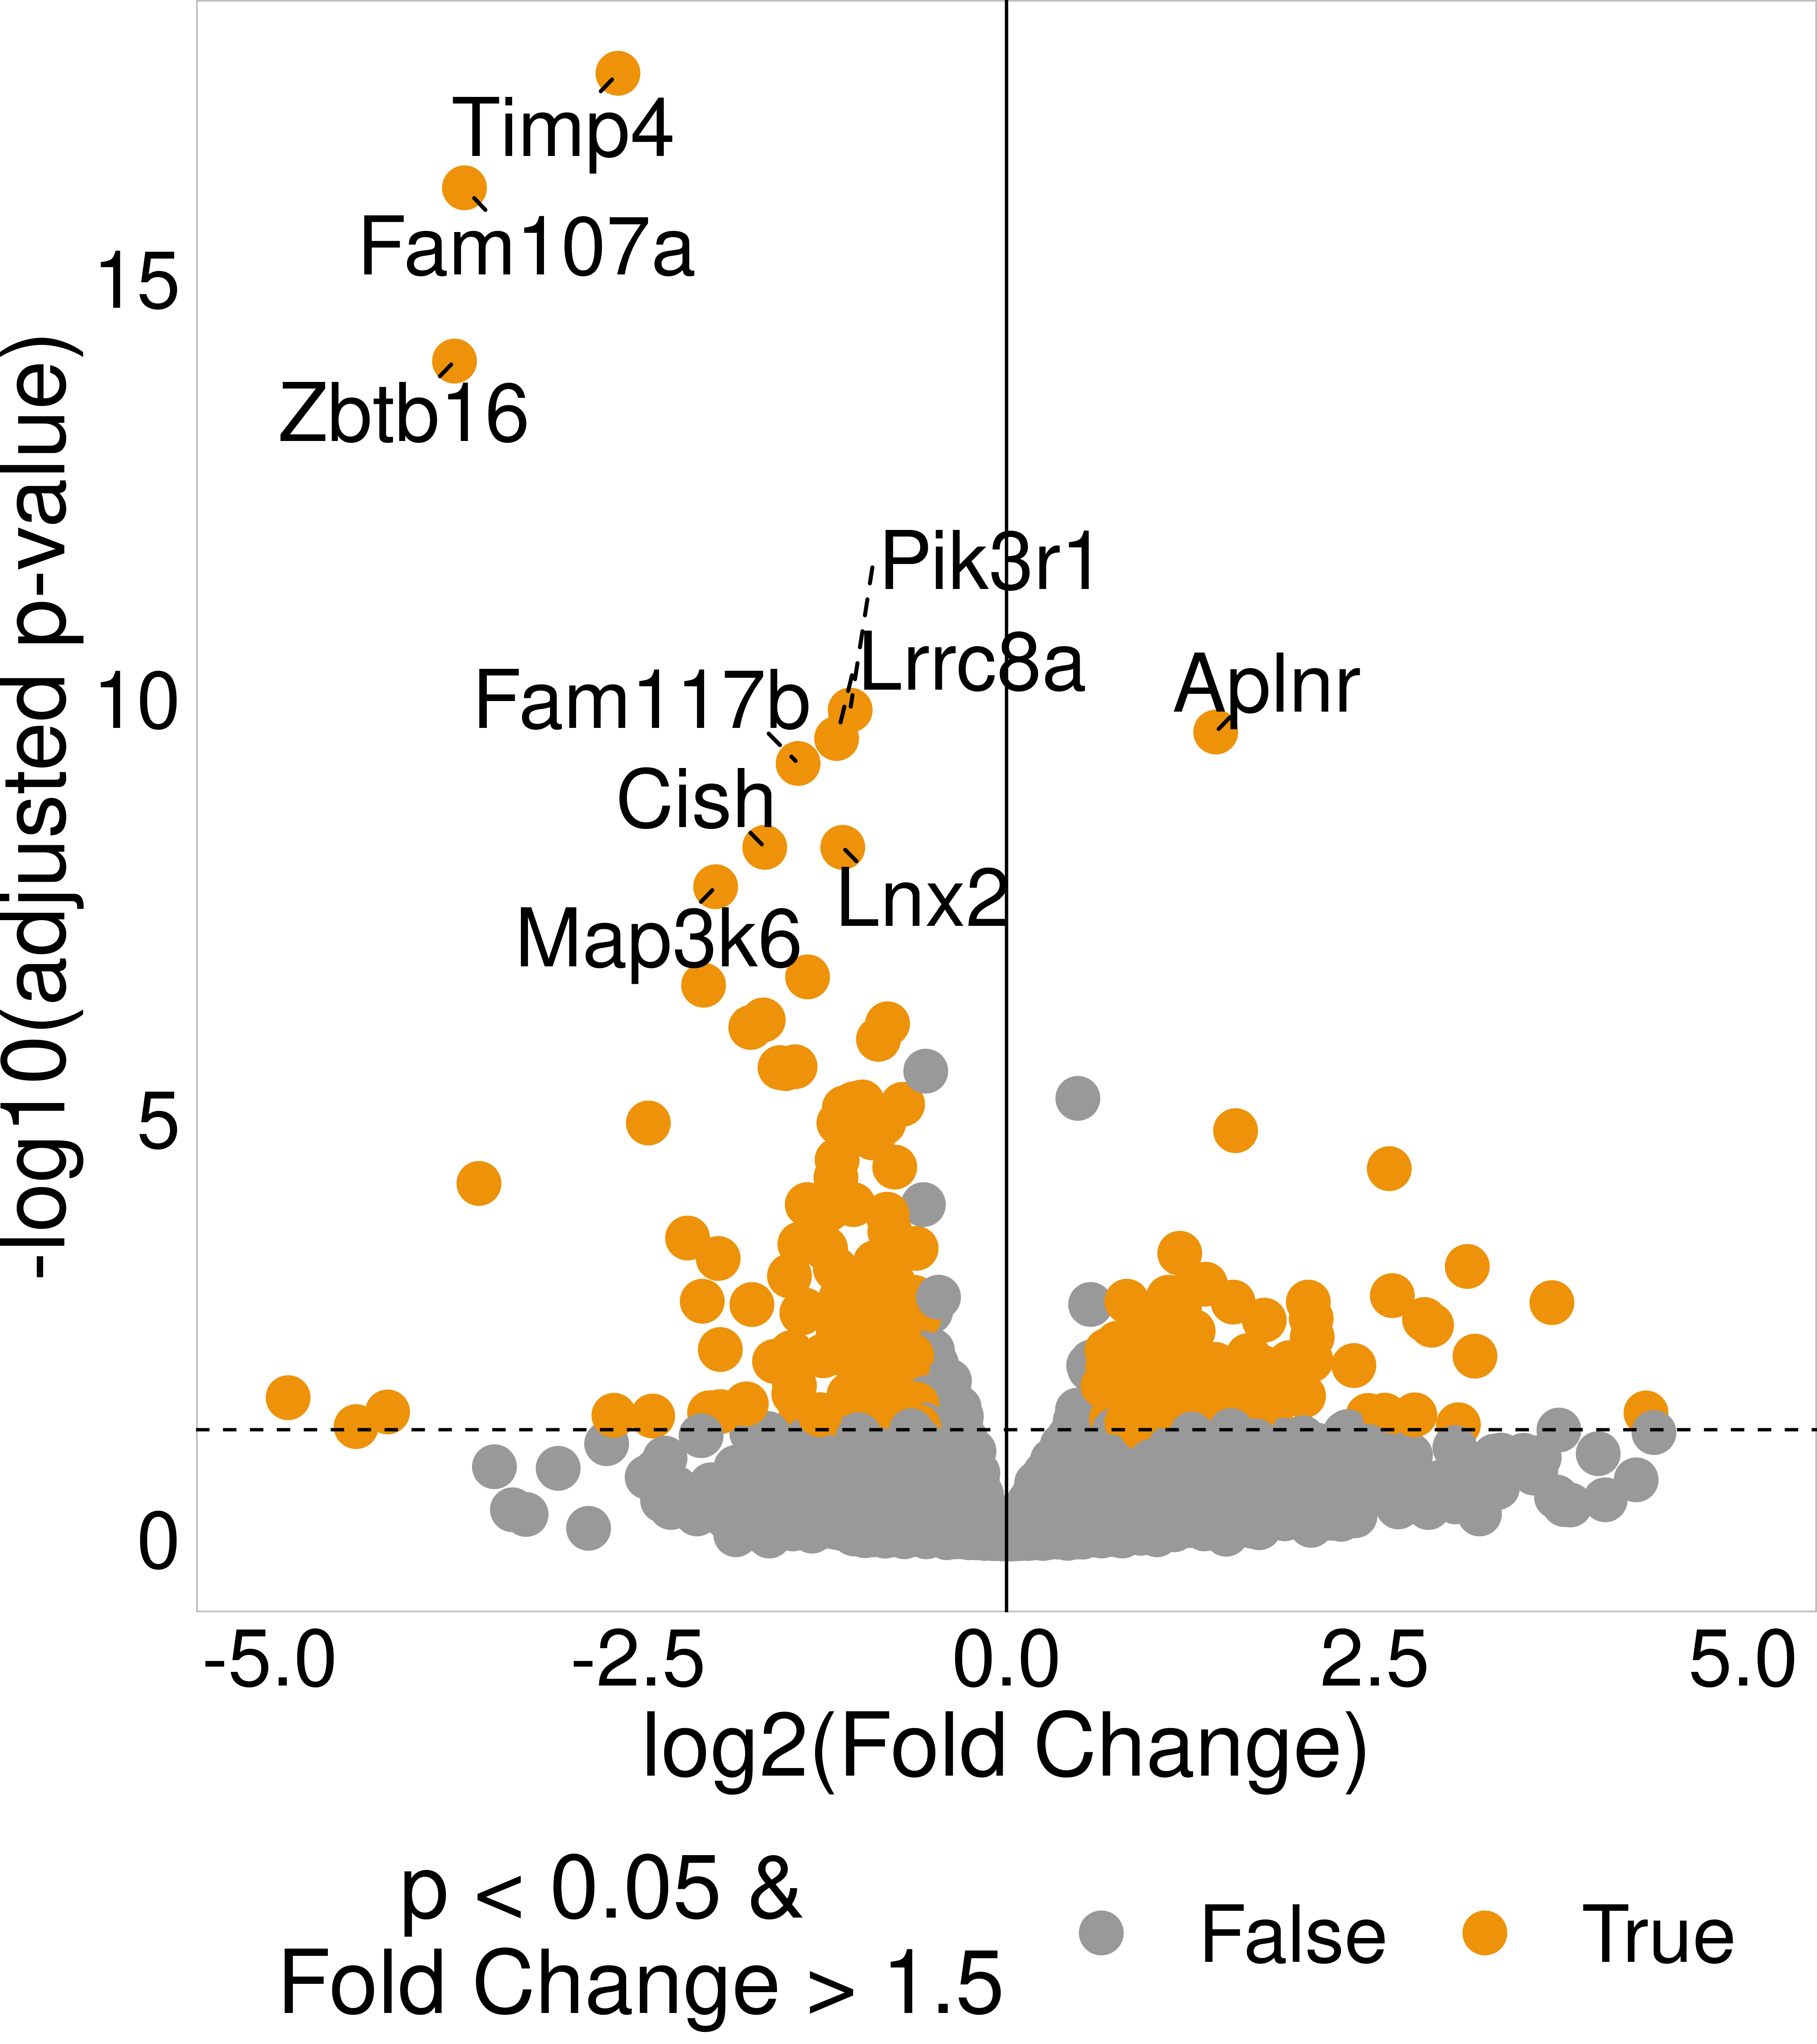 Timp4
Fam107a
15
Zbtb16
-log10(adjusted p-value)
Pik3r1
Lrrc8a
Aplnr
Fam117b
10
Cish
Lnx2
Map3k6
5
0
-5.0 -2.5 0.0 2.5 5.0
log2(Fold Change)
p < 0.05 &
Fold Change > 1.5
False True